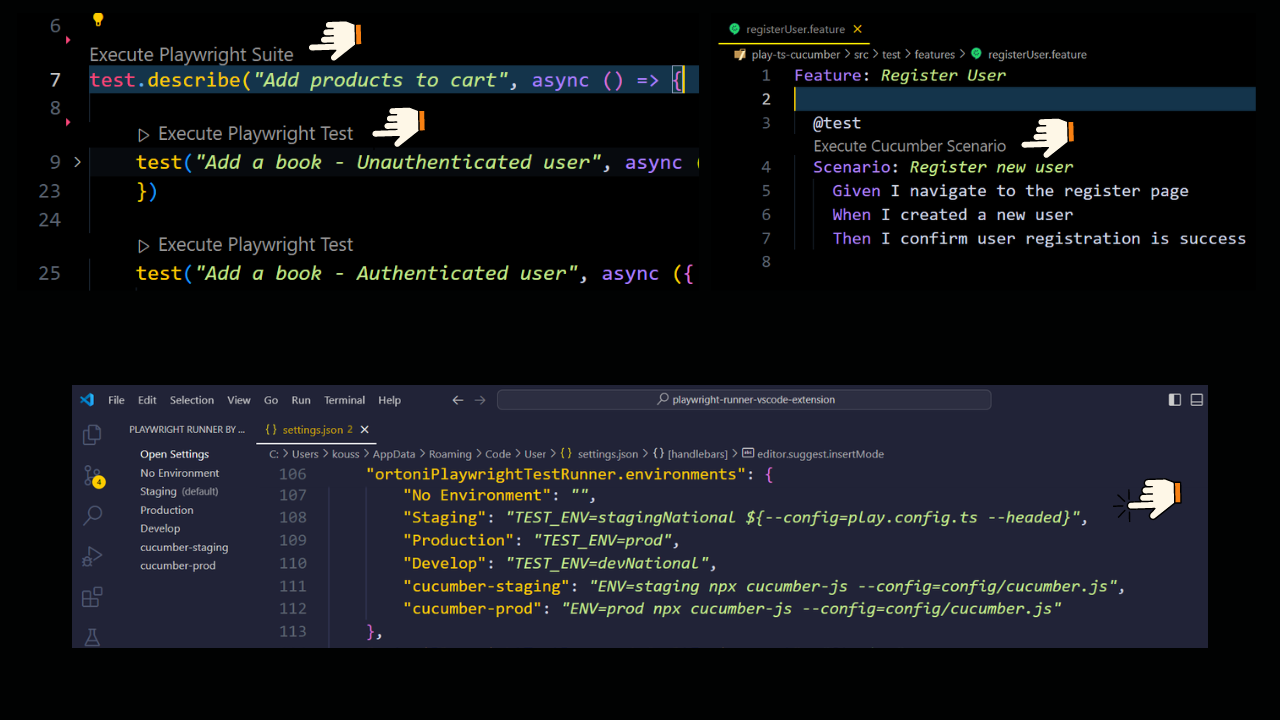 6
Execute Playwright Suite
7 test.describe("Add products to cart", async () => {
8
Execute Playwright Test
9 test("Add a book - Unauthenticated user", async (
23 })
24
Execute Playwright Test
25 test("Add a book - Authenticated user", async ({
registerUser.feature
play-ts-cucumber > src > test > features > registerUser.feature
1 Feature: Register User
2
3 @test
Execute Cucumber Scenario
4 Scenario: Register new user
5 Given I navigate to the register page
6 When I created a new user
7 Then I confirm user registration is success
8
File Edit Selection View Go Run Terminal Help playwright-runner-vscode-extension
PLAYWRIGHT RUNNER BY ...
Open Settings
No Environment
Staging (default)
Production
Develop
cucumber-staging
cucumber-prod
4
{ } settings.json 2
C: > Users > kouss > AppData > Roaming > Code > User > { } settings.json > { } [handlebars] > editor.suggest.insertMode
106 "ortoniPlaywrightTestRunner.environments": {
107 "No Environment": "",
108 "Staging": "TEST_ENV=stagingNational ${--config=play.config.ts --headed}",
109 "Production": "TEST_ENV=prod",
110 "Develop": "TEST_ENV=devNational",
111 "cucumber-staging": "ENV=staging npx cucumber-js --config=config/cucumber.js",
112 "cucumber-prod": "ENV=prod npx cucumber-js --config=config/cucumber.js"
113 },